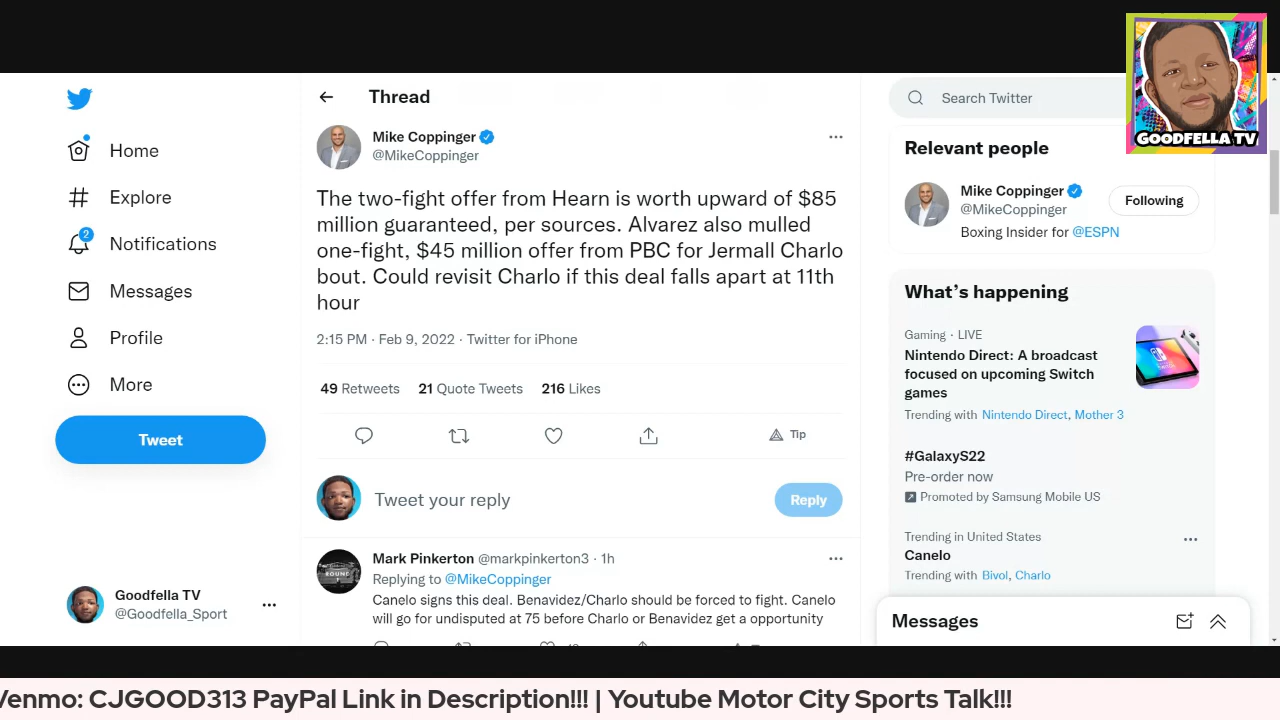 GOODFELLA TV
Home
Explore
2
Notifications
Messages
Profile
More
Tweet
Goodfella TV
@Goodfella_Sport
Thread
Mike Coppinger
@MikeCoppinger
The two-fight offer from Hearn is worth upward of $85
million guaranteed, per sources. Alvarez also mulled
one-fight, $45 million offer from PBC for Jermall Charlo
bout. Could revisit Charlo if this deal falls apart at 11th
hour
2:15 PM · Feb 9, 2022 · Twitter for iPhone
49 Retweets 21 Quote Tweets 216 Likes
Tip
Tweet your reply
Reply
Mark Pinkerton @markpinkerton3 · 1h
Replying to @MikeCoppinger
Canelo signs this deal. Benavidez/Charlo should be forced to fight. Canelo
will go for undisputed at 75 before Charlo or Benavidez get a opportunity
Search Twitter
Relevant people
Mike Coppinger
@MikeCoppinger
Following
Boxing Insider for @ESPN
What's happening
Gaming · LIVE
Nintendo Direct: A broadcast
focused on upcoming Switch
games
Trending with Nintendo Direct, Mother 3
#GalaxyS22
Pre-order now
Promoted by Samsung Mobile US
Trending in United States
Canelo
Trending with Bivol, Charlo
Messages
Venmo: CJGOOD313 PayPal Link in Description!!! | Youtube Motor City Sports Talk!!!